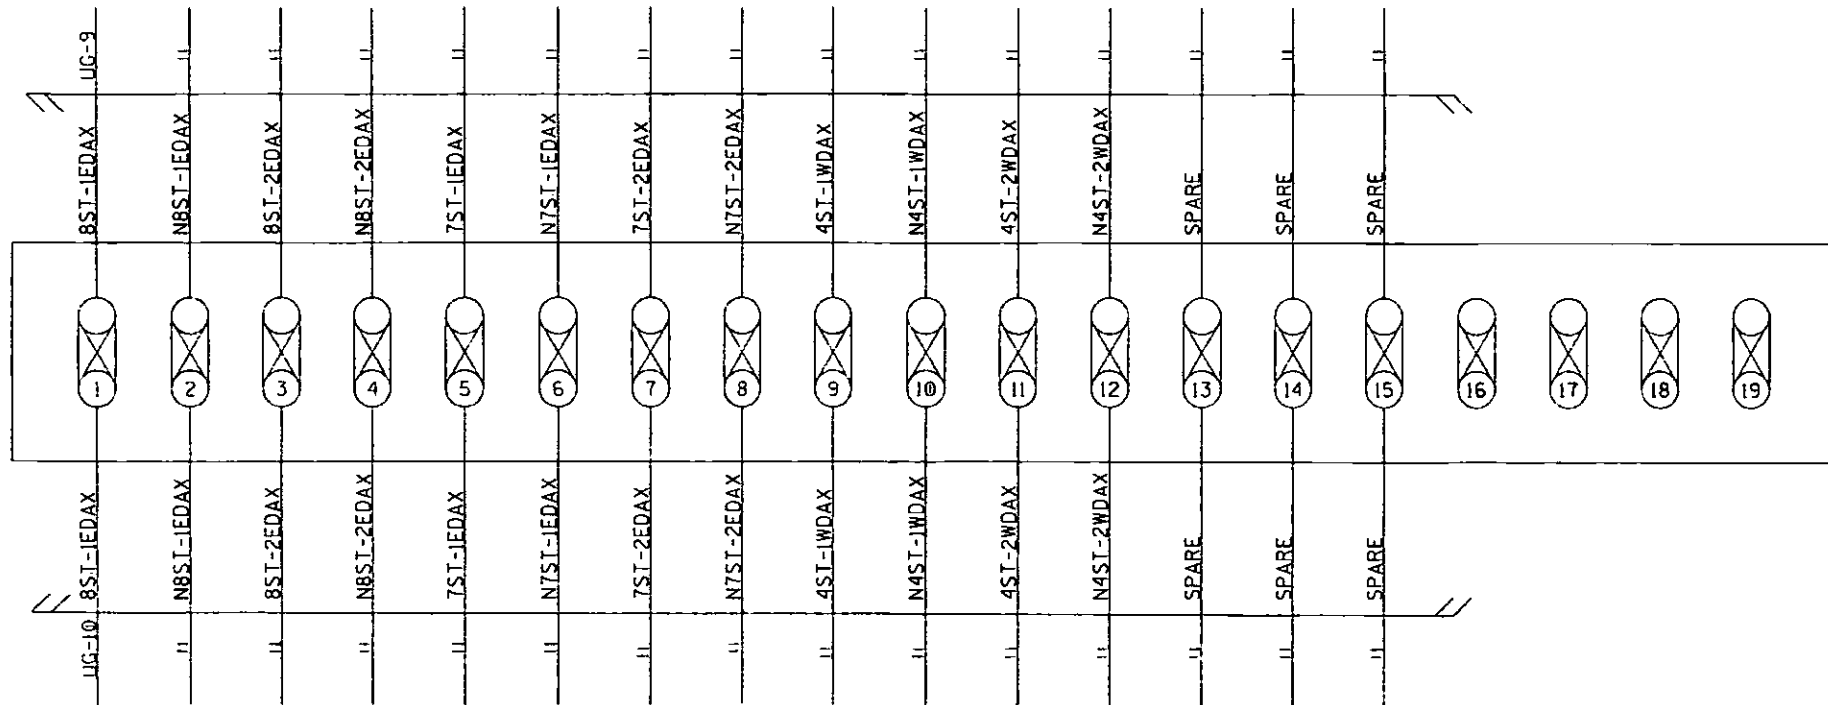 UG-9 " " " " " " " " " " " " " "
8ST-1EDAX N8ST-1EDAX 8ST-2EDAX N8ST-2EDAX 7ST-1EDAX N7ST-1EDAX 7ST-2EDAX N7ST-2EDAX 4ST-1WDAX N4ST-1WDAX 4ST-2WDAX N4ST-2WDAX SPARE SPARE SPARE
1 2 3 4 5 6 7 8 9 10 11 12 13 14 15 16 17 18 19
8ST-1EDAX N8ST-1EDAX 8ST-2EDAX N8ST-2EDAX 7ST-1EDAX N7ST-1EDAX 7ST-2EDAX N7ST-2EDAX 4ST-1WDAX N4ST-1WDAX 4ST-2WDAX N4ST-2WDAX SPARE SPARE SPARE
UG-10 " " " " " " " " " " " " " "